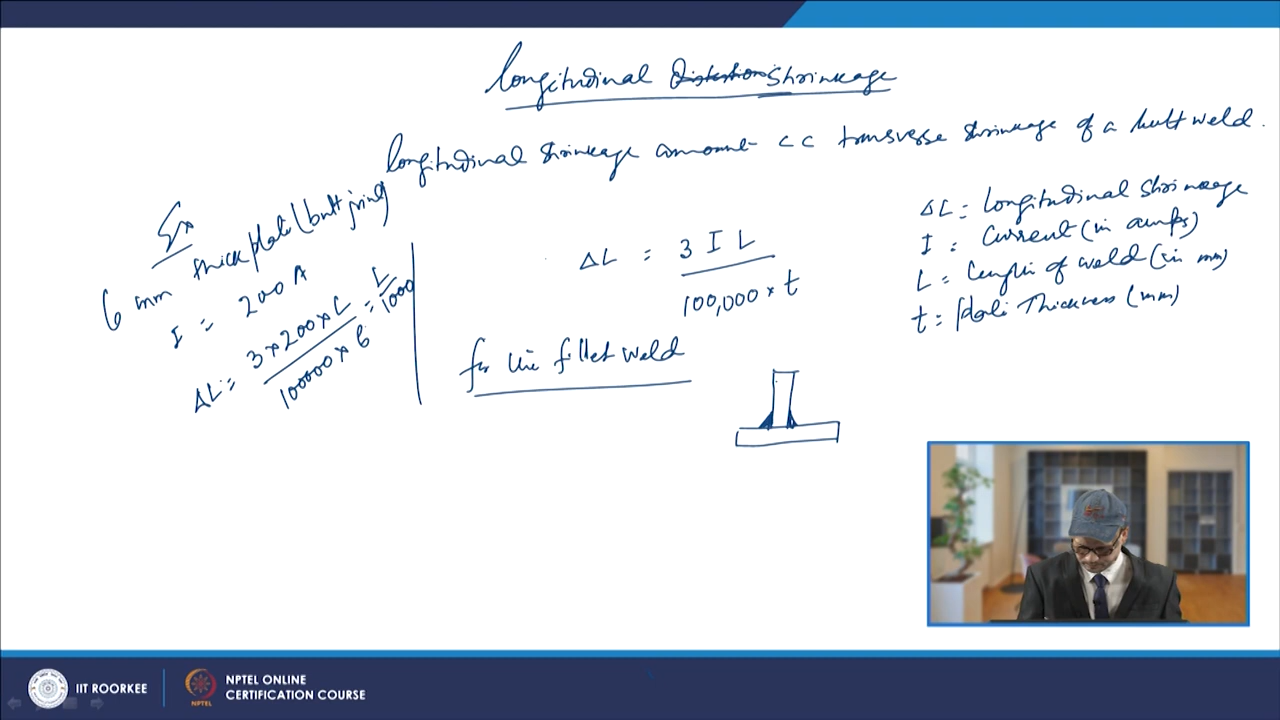 Longitudinal Distortion Shrinkage
Longitudinal shrinkage amount << transverse shrinkage of a butt weld.
Ex
6 mm thick plate (butt joint)
I = 200 A
ΔL = 3 × 200 × L / 100000 × 6 = L / 1000
ΔL = 3 I L / 100,000 × t
ΔL = Longitudinal Shrinkage
I = Current (in amps)
L = Length of weld (in mm)
t = plate Thickness (mm)
for the fillet weld
IIT ROORKEE
NPTEL
NPTEL ONLINE
CERTIFICATION COURSE